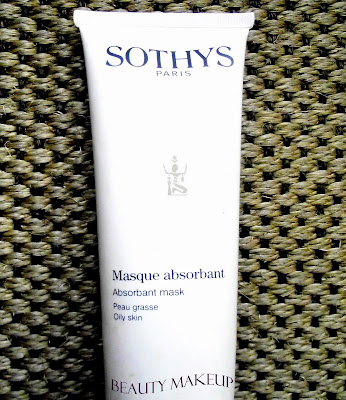 SOTHYS
PARIS
Masque absorbant
Absorbant mask
Peau grasse
Oily skin
BEAUTY MAKEUP